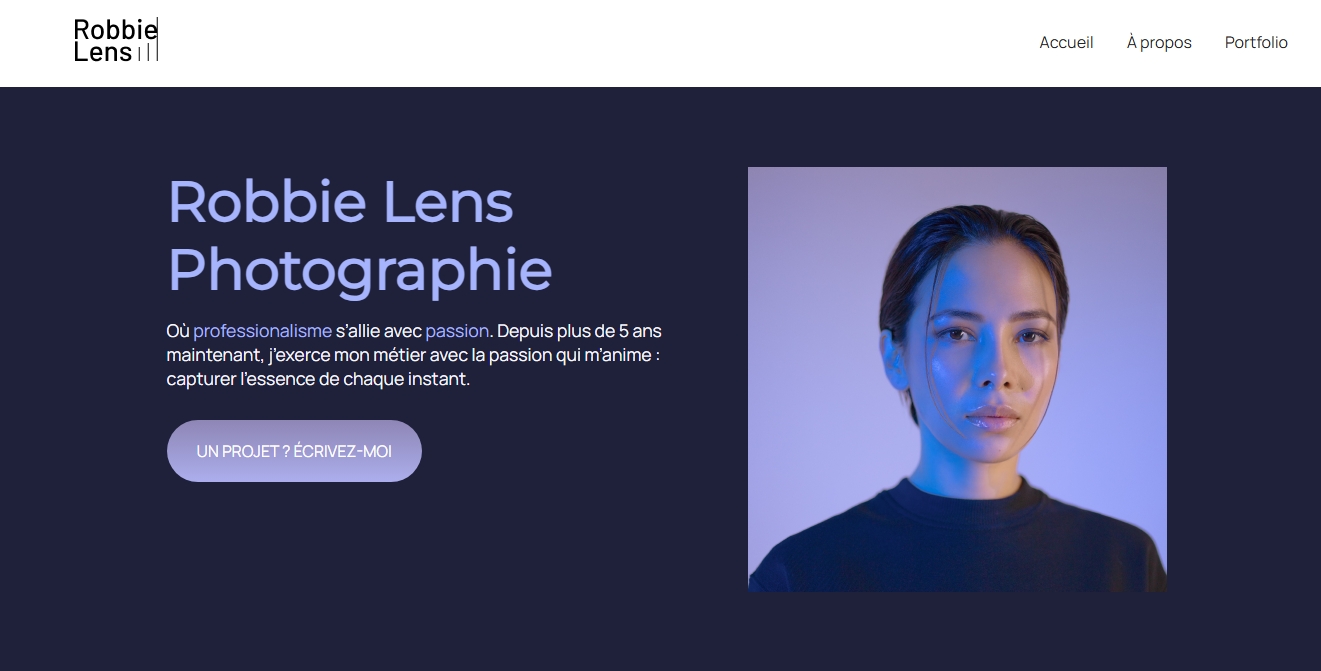 Robbie
Lens
Accueil À propos Portfolio
Robbie Lens
Photographie
Où professionalisme s’allie avec passion. Depuis plus de 5 ans
maintenant, j’exerce mon métier avec la passion qui m’anime :
capturer l’essence de chaque instant.
UN PROJET ? ÉCRIVEZ-MOI